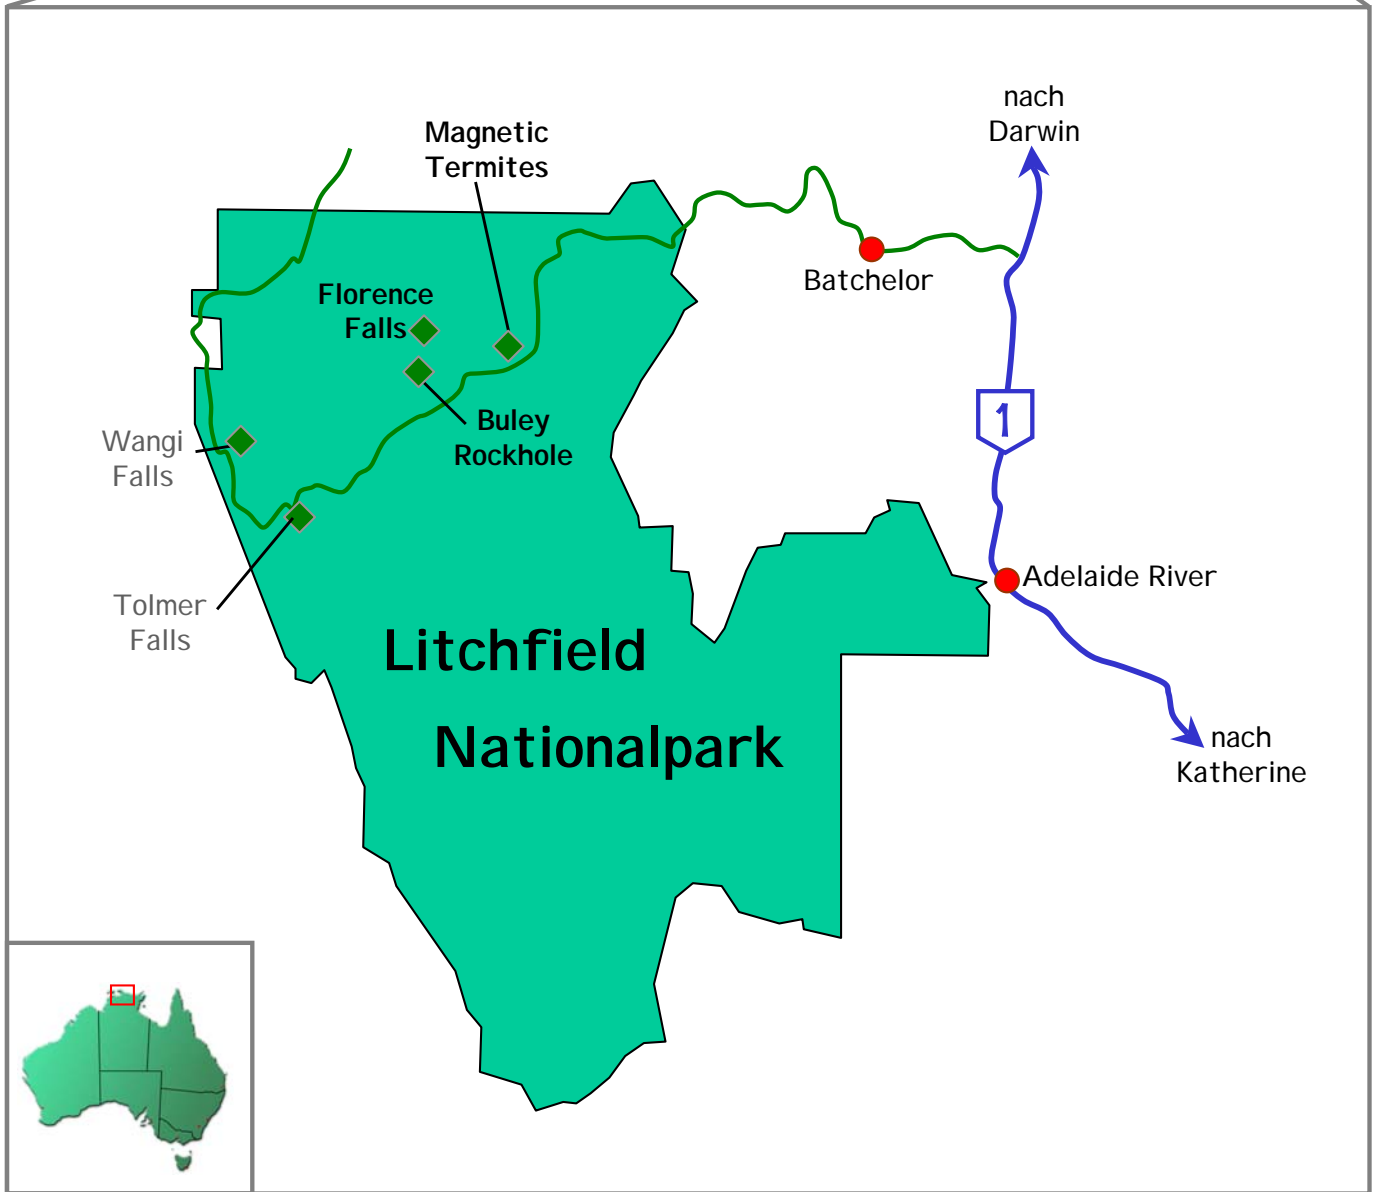 nach
Darwin
Magnetic
Termites
Batchelor
Florence
Falls
1
Buley
Rockhole
Wangi
Falls
Adelaide River
Tolmer
Falls
Litchfield
Nationalpark
nach
Katherine